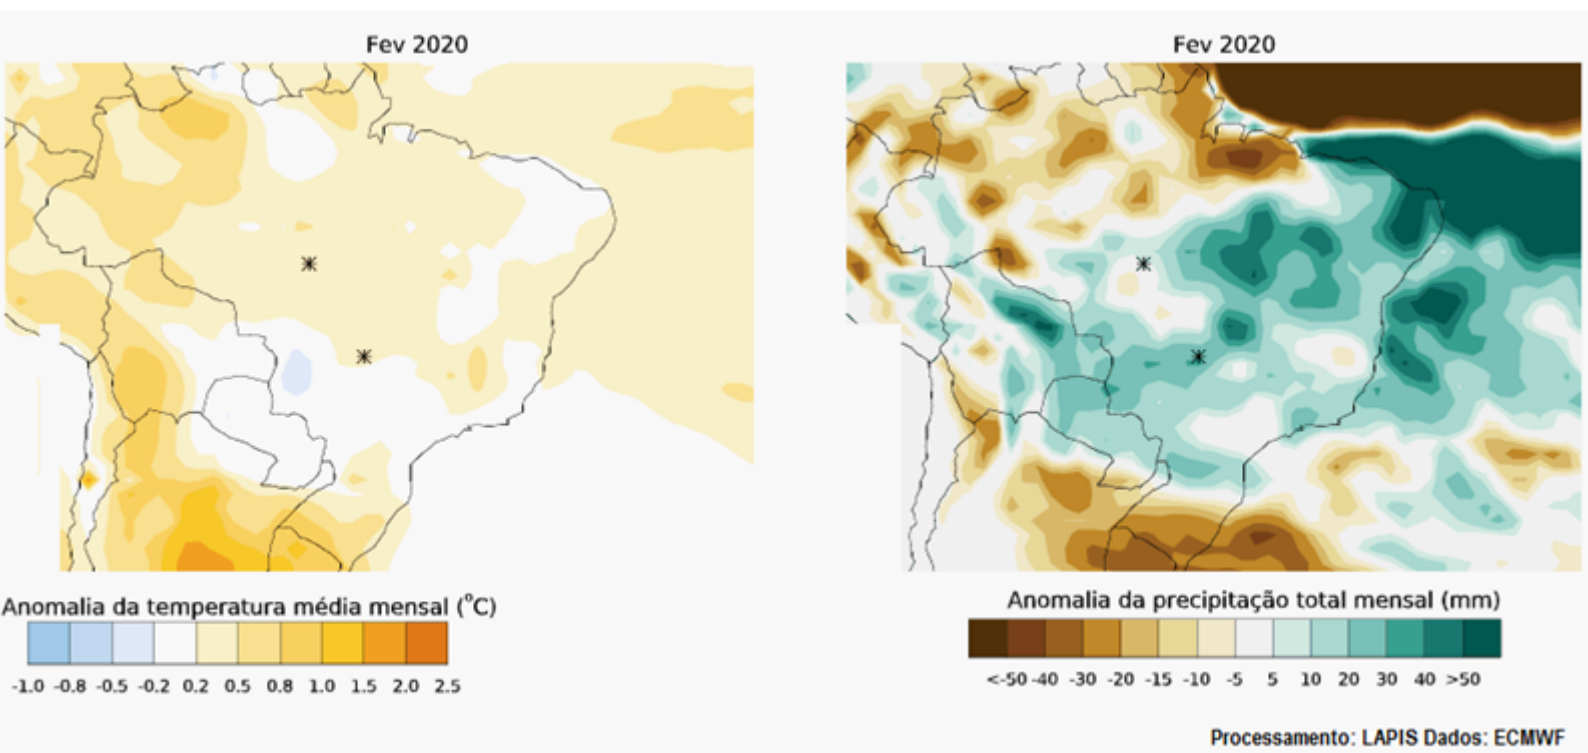 Fev 2020
Fev 2020
Anomalia da temperatura média mensal (°C)
-1.0 -0.8 -0.5 -0.2 0.2 0.5 0.8 1.0 1.5 2.0 2.5
Anomalia da precipitação total mensal (mm)
<-50 -40 -30 -20 -15 -10 -5 5 10 20 30 40 >50
Processamento: LAPIS Dados: ECMWF